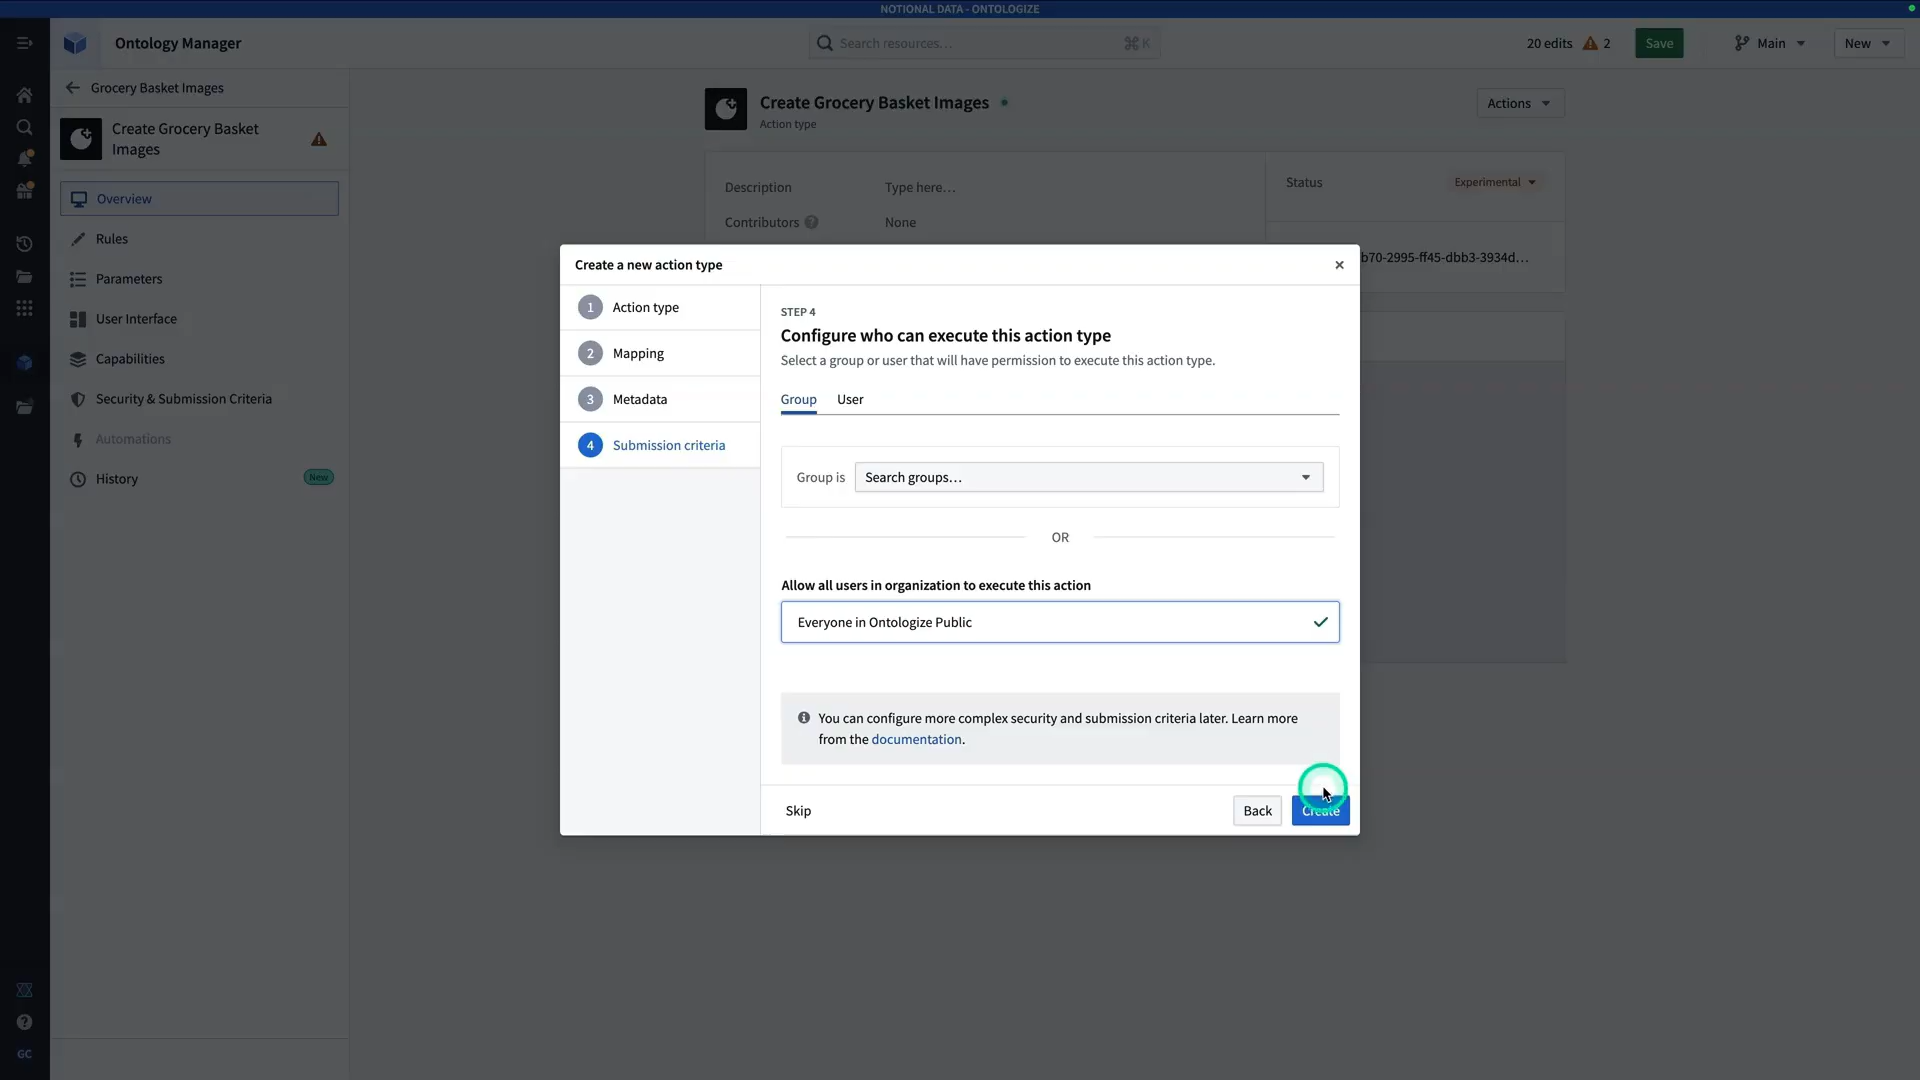 NOTIONAL DATA - ONTOLOGIZE
Ontology Manager
Search resources…
⌘K
20 edits
2
Save
Main
New
Grocery Basket Images
Create Grocery Basket
Images
Overview
Rules
Parameters
User Interface
Capabilities
Security & Submission Criteria
Automations
History
New
GC
Create Grocery Basket Images
Action type
Actions
Description
Type here…
Contributors
None
Status
Experimental
b70-2995-ff45-dbb3-3934d…
Create a new action type
1 Action type
2 Mapping
3 Metadata
4 Submission criteria
STEP 4
Configure who can execute this action type
Select a group or user that will have permission to execute this action type.
Group
User
Group is
Search groups…
OR
Allow all users in organization to execute this action
Everyone in Ontologize Public
You can configure more complex security and submission criteria later. Learn more
from the documentation.
Skip
Back
Create